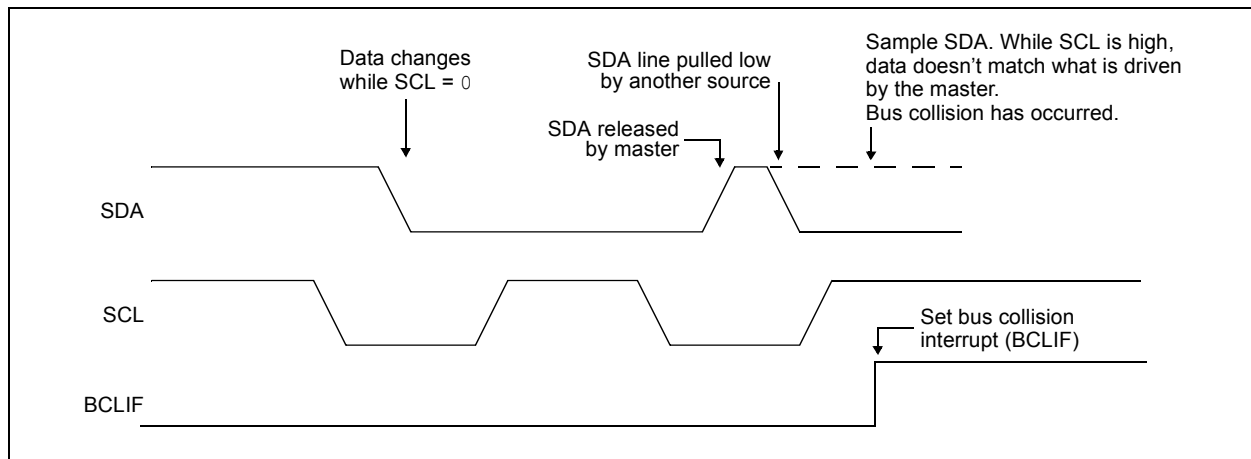 Data changes
while SCL = 0
SDA line pulled low
by another source
SDA released
by master
Sample SDA. While SCL is high,
data doesn't match what is driven
by the master.
Bus collision has occurred.
SDA
SCL
Set bus collision
interrupt (BCLIF)
BCLIF